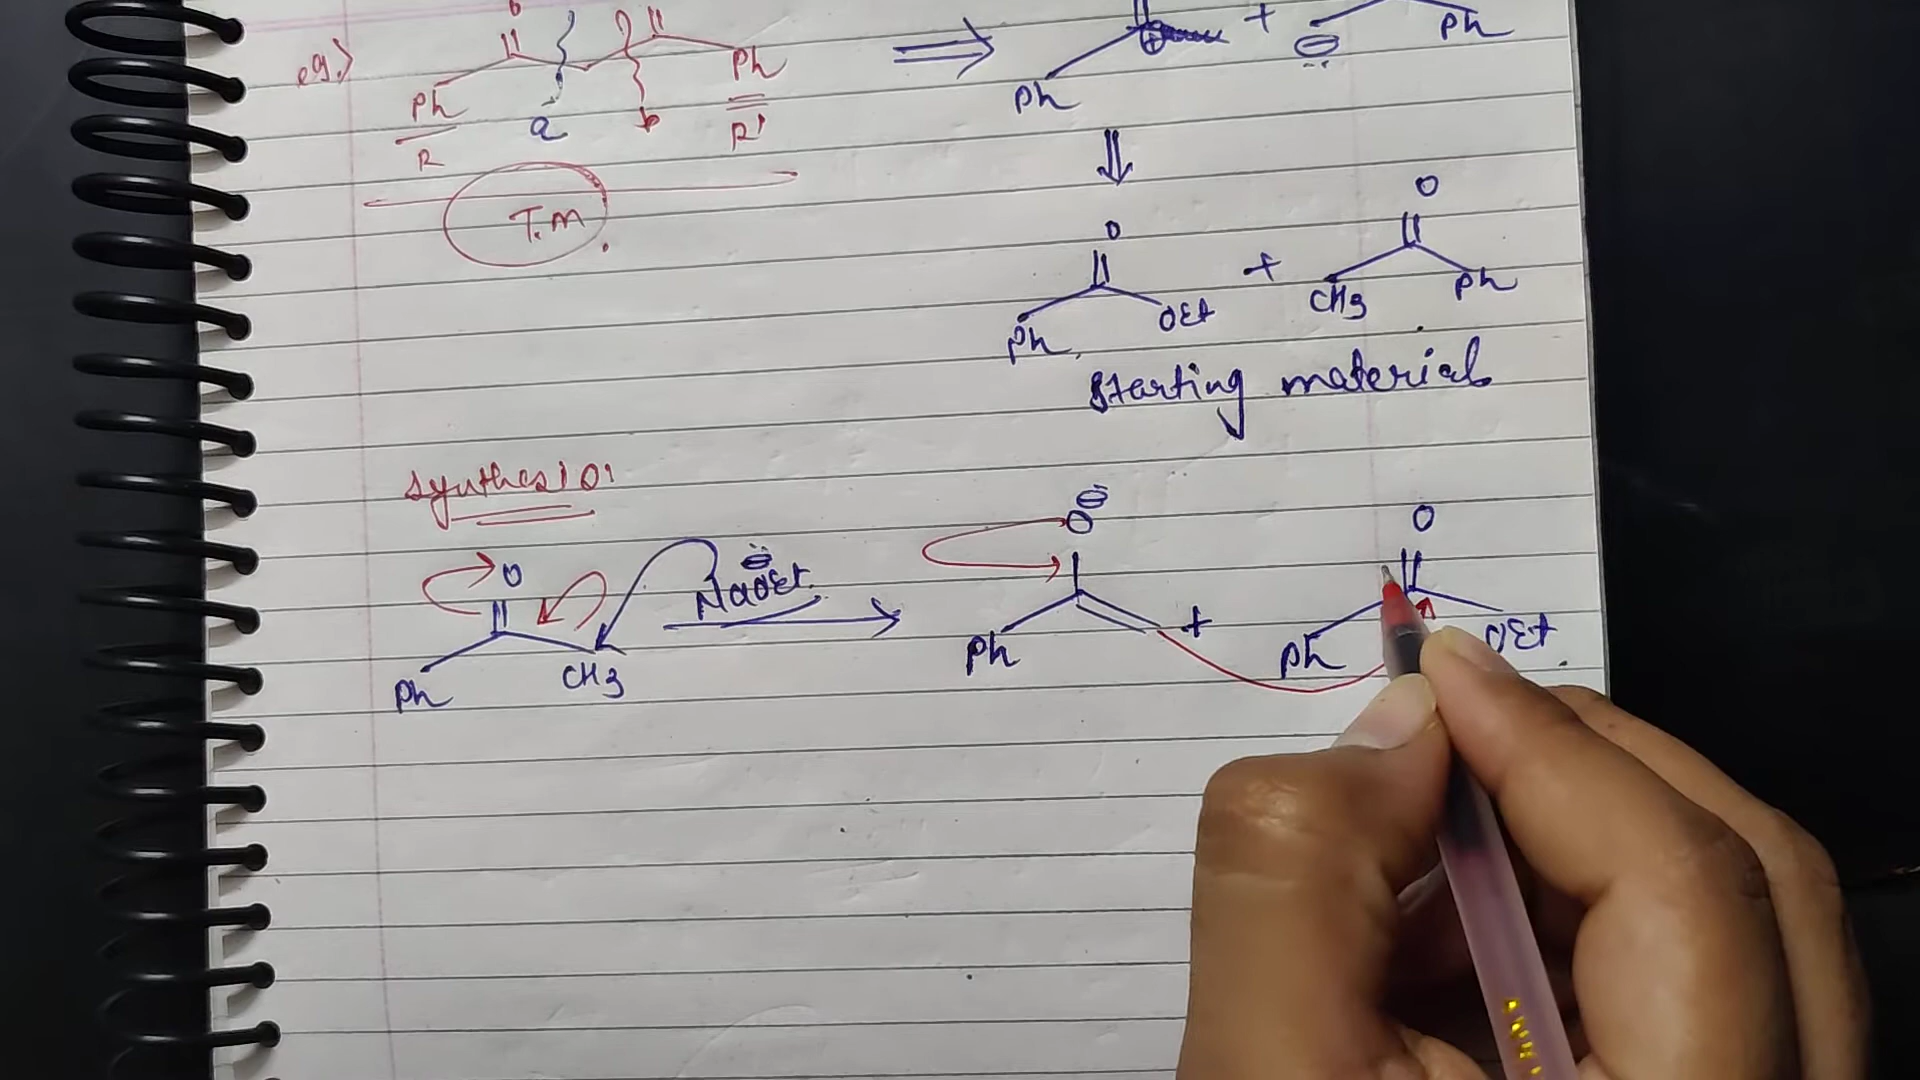 eg.>
O O
Ph Ph
+ ⊖ Ph
⊕
Ph
a b
R R'
T.M.
O O
Ph OEt + CH3 Ph
Starting material
Synthesis:
O NaOEt
Ph CH3
O⊖ O
Ph + Ph OEt